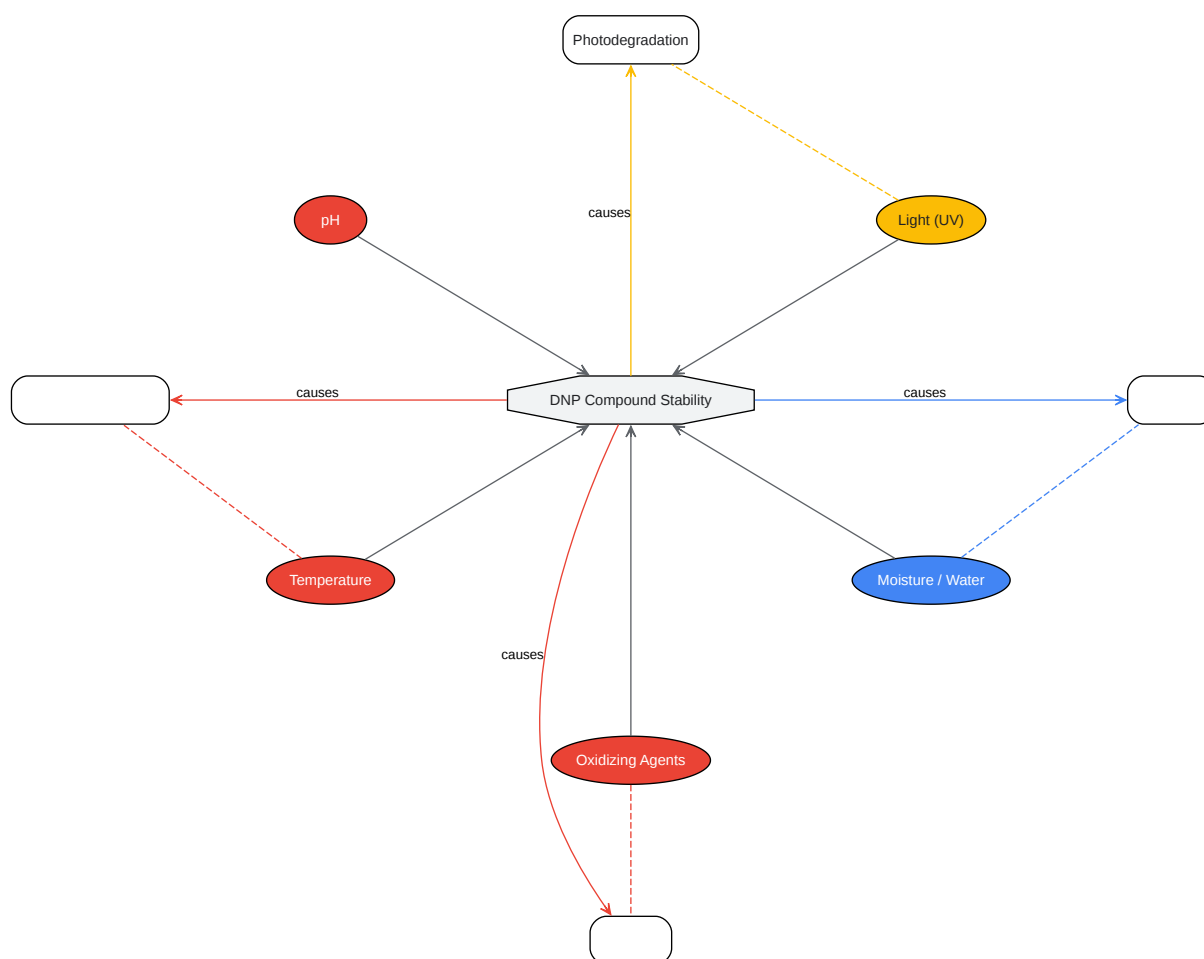 Photodegradation
pH
Light (UV)
causes
causes
DNP Compound Stability
causes
Temperature
Moisture / Water
causes
Oxidizing Agents